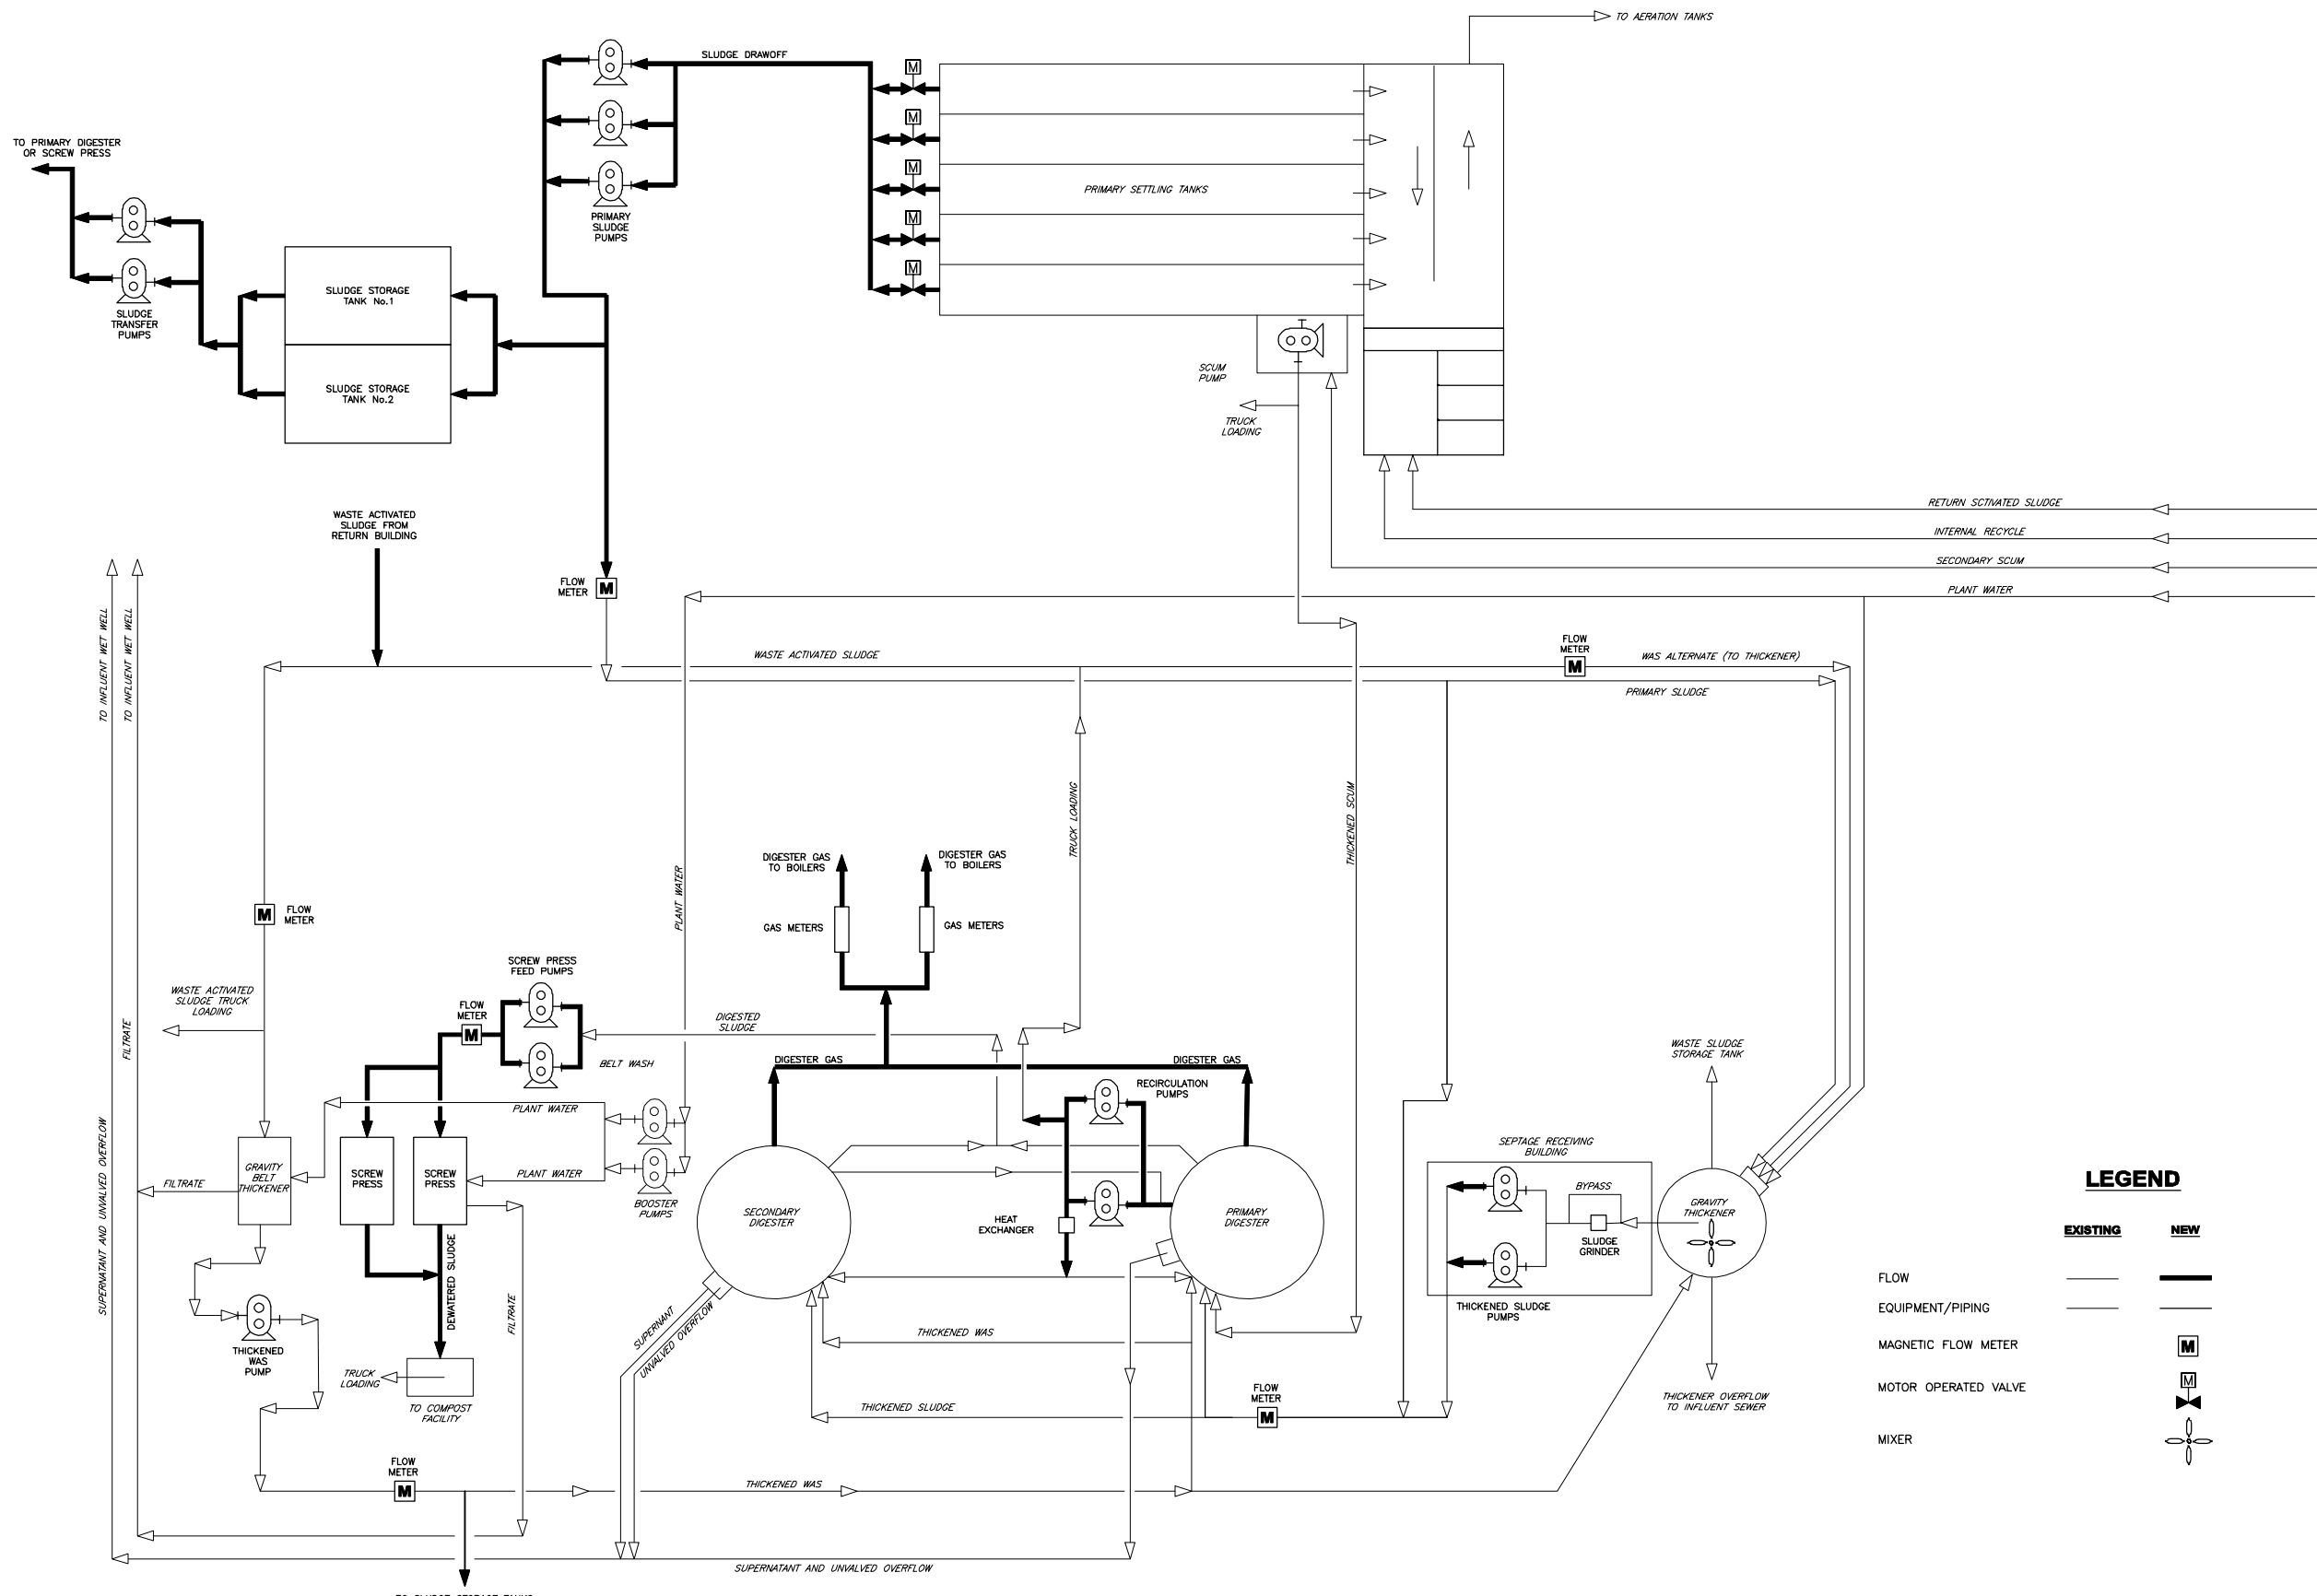 TO AERATION TANKS
SLUDGE DRAWOFF
M
M
M
M
M
PRIMARY SETTLING TANKS
PRIMARY
SLUDGE
PUMPS
TO PRIMARY DIGESTER
OR SCREW PRESS
SLUDGE
TRANSFER
PUMPS
SLUDGE STORAGE
TANK No.1
SLUDGE STORAGE
TANK No.2
SCUM
PUMP
TRUCK
LOADING
RETURN SCTIVATED SLUDGE
INTERNAL RECYCLE
SECONDARY SCUM
PLANT WATER
WASTE ACTIVATED
SLUDGE FROM
RETURN BUILDING
FLOW
METER
M
TO INFLUENT WET WELL
TO INFLUENT WET WELL
WASTE ACTIVATED SLUDGE
FLOW
METER
M
WAS ALTERNATE (TO THICKENER)
PRIMARY SLUDGE
TRUCK LOADING
THICKENED SCUM
PLANT WATER
DIGESTER GAS
TO BOILERS
DIGESTER GAS
TO BOILERS
GAS METERS
GAS METERS
M
FLOW
METER
WASTE ACTIVATED
SLUDGE TRUCK
LOADING
FILTRATE
SCREW PRESS
FEED PUMPS
FLOW
METER
M
DIGESTED
SLUDGE
BELT WASH
DIGESTER GAS
DIGESTER GAS
RECIRCULATION
PUMPS
WASTE SLUDGE
STORAGE TANK
PLANT WATER
PLANT WATER
BOOSTER
PUMPS
SUPERNATANT AND UNVALVED OVERFLOW
GRAVITY
BELT
THICKENER
SCREW
PRESS
SCREW
PRESS
FILTRATE
SECONDARY
DIGESTER
HEAT
EXCHANGER
PRIMARY
DIGESTER
SEPTAGE RECEIVING
BUILDING
BYPASS
SLUDGE
GRINDER
GRAVITY
THICKENER
THICKENED SLUDGE
PUMPS
LEGEND
EXISTING
NEW
FLOW
EQUIPMENT/PIPING
MAGNETIC FLOW METER
M
MOTOR OPERATED VALVE
M
MIXER
DEWATERED SLUDGE
FILTRATE
SUPERNANT
UNVALVED OVERFLOW
THICKENED WAS
THICKENED
WAS
PUMP
TRUCK
LOADING
TO COMPOST
FACILITY
THICKENED SLUDGE
FLOW
METER
M
THICKENER OVERFLOW
TO INFLUENT SEWER
FLOW
METER
M
THICKENED WAS
SUPERNATANT AND UNVALVED OVERFLOW
TO SLUDGE STORAGE TANKS